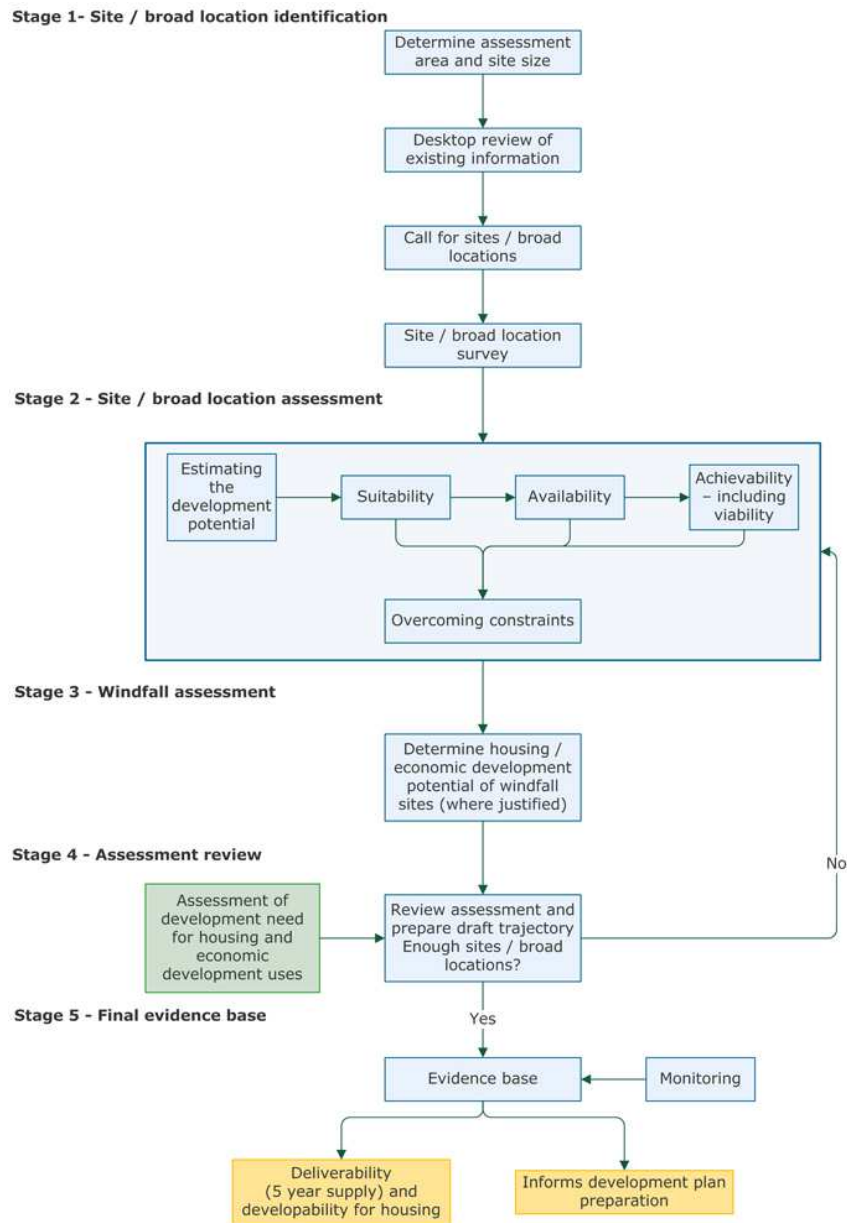 Stage 1- Site / broad location identification
Determine assessment
area and site size
Desktop review of
existing information
Call for sites / broad
locations
Site / broad location
survey
Stage 2 - Site / broad location assessment
Estimating
the
development
potential
Suitability
Availability
Achievability
– including
viability
Overcoming constraints
Stage 3 - Windfall assessment
Determine housing /
economic development
potential of windfall
sites (where justified)
Stage 4 - Assessment review
No
Assessment of
development need
for housing and
economic
development uses
Review assessment and
prepare draft trajectory
Enough sites / broad
locations?
Stage 5 - Final evidence base
Yes
Evidence base
Monitoring
Deliverability
(5 year supply) and
developability for housing
Informs development plan
preparation